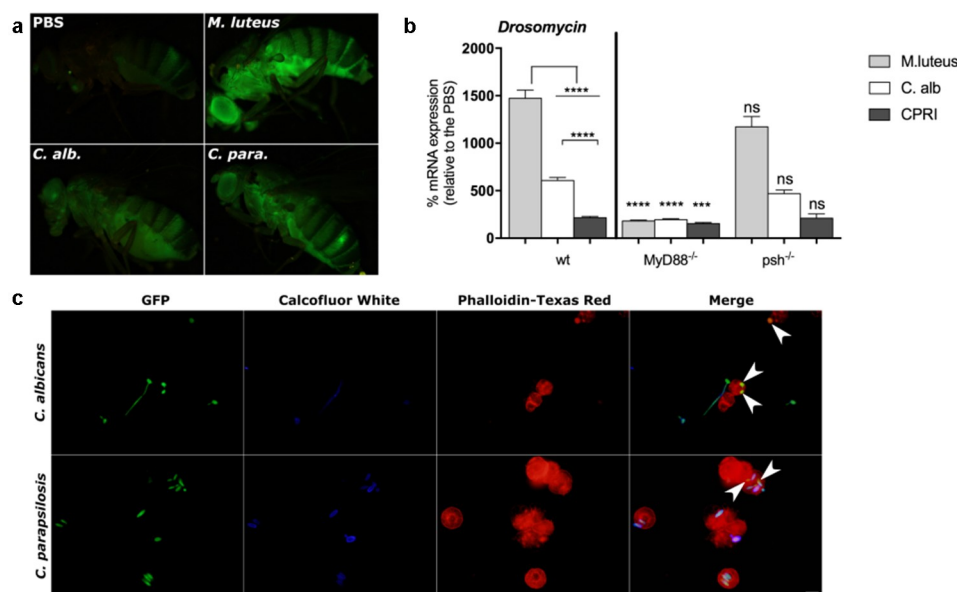 a
PBS
M. luteus
C. alb.
C. para.
b
Drosomycin
% mRNA expression
(relative to the PBS)
2000
1500
1000
500
0
****
****
****
****
***
ns
ns
ns
wt
MyD88-/-
psh-/-
M.luteus
C. alb
CPRI
c
GFP
Calcofluor White
Phalloidin-Texas Red
Merge
C. albicans
C. parapsilosis